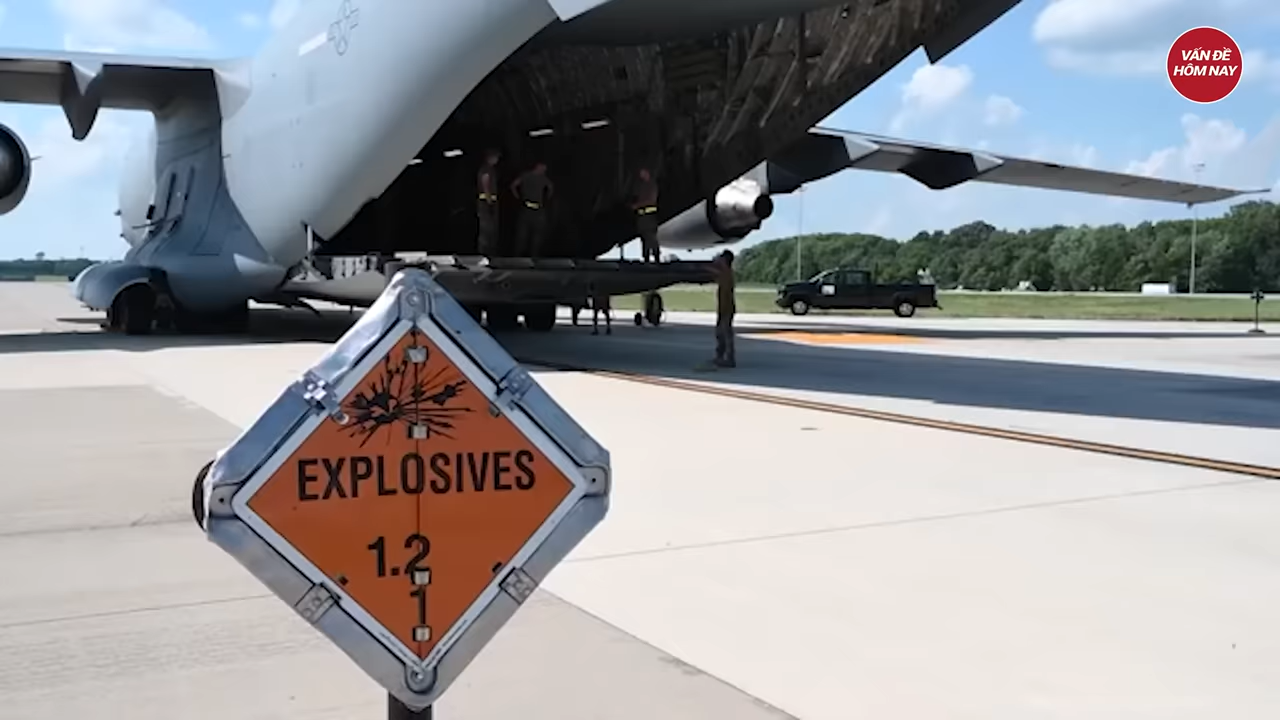 VẤN ĐỀ
HÔM NAY
EXPLOSIVES
1.2
1